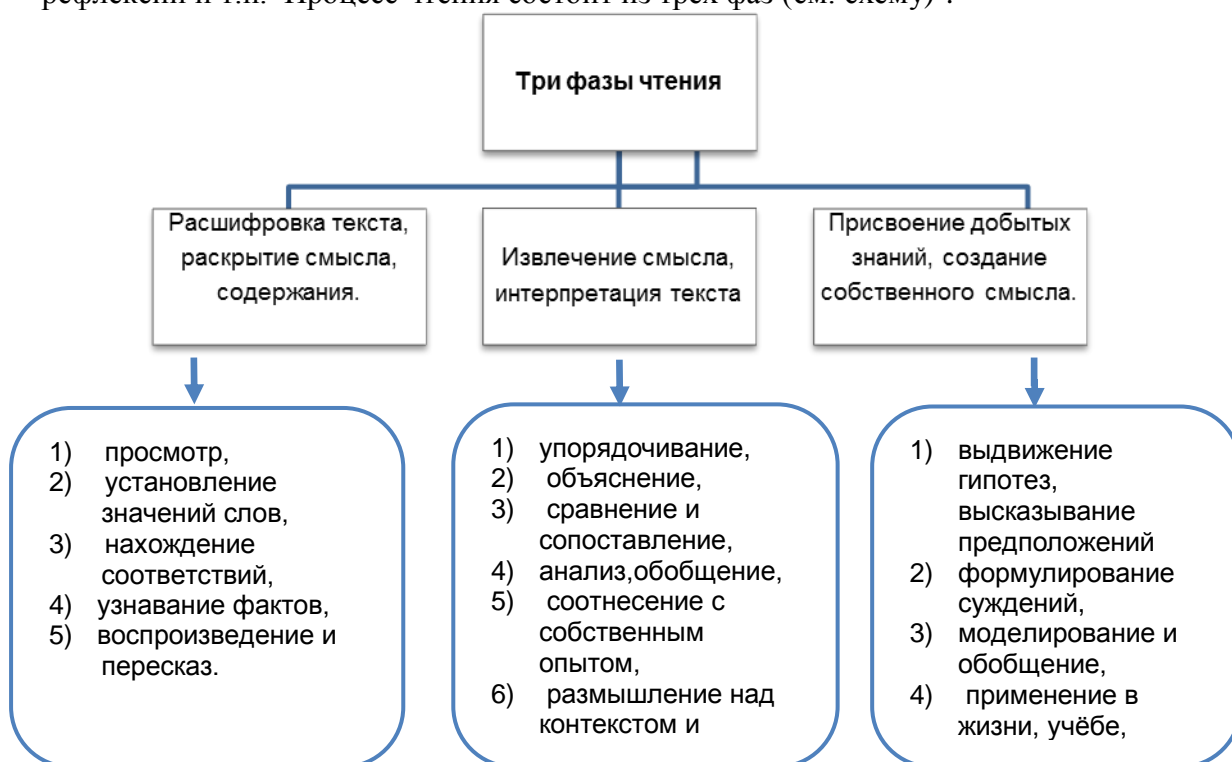 рефлексии и т.п. Процесс чтения состоит из трех фаз (см. схему) .
Три фазы чтения
Расшифровка текста,
раскрытие смысла,
содержания.
Извлечение смысла,
интерпретация текста
Присвоение добытых
знаний, создание
собственного смысла.
1) просмотр,
2) установление
значений слов,
3) нахождение
соответствий,
4) узнавание фактов,
5) воспроизведение и
пересказ.
1) упорядочивание,
2) объяснение,
3) сравнение и
сопоставление,
4) анализ,обобщение,
5) соотнесение с
собственным
опытом,
6) размышление над
контекстом и
1) выдвижение
гипотез,
высказывание
предположений
2) формулирование
суждений,
3) моделирование и
обобщение,
4) применение в
жизни, учёбе,